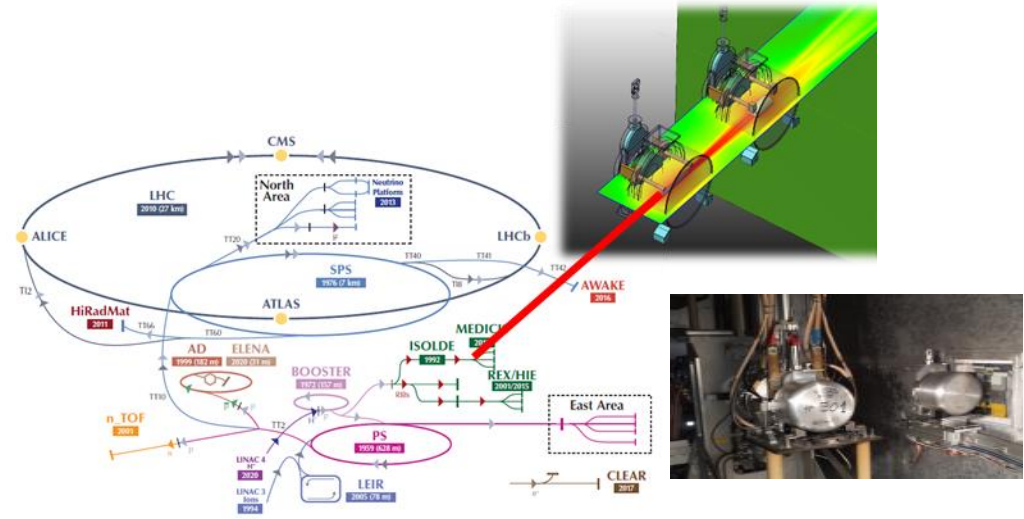 CMS
North
Area
Neutrino
Platform
2013
LHC
2010 (27 km)
ALICE
TT20
LHCb
TT40
TT41
TT42
SPS
1976 (7 km)
TI2
TI8
AWAKE
2016
ATLAS
HiRadMat
2011
TT66
TT60
MEDICI
ISOLDE
1992
AD
1999 (182 m)
ELENA
2020 (31 m)
BOOSTER
1972 (157 m)
REX/HIE
2001/2015
RIBs
East Area
TT10
n_TOF
2001
TT2
PS
1959 (628 m)
LINAC 4
2020
LINAC 3
Ions
1994
LEIR
2005 (78 m)
CLEAR
2017